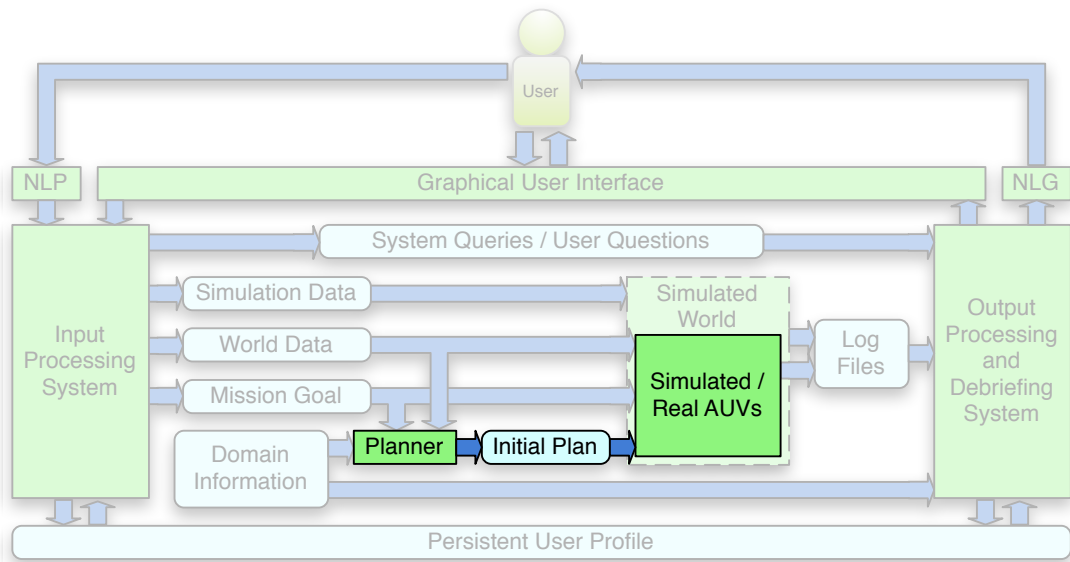 User
NLP
Graphical User Interface
NLG
System Queries / User Questions
Simulation Data
Simulated
World
Input
Processing
System
World Data
Log
Files
Output
Processing
and
Debriefing
System
Mission Goal
Simulated /
Real AUVs
Domain
Information
Planner
Initial Plan
Persistent User Profile